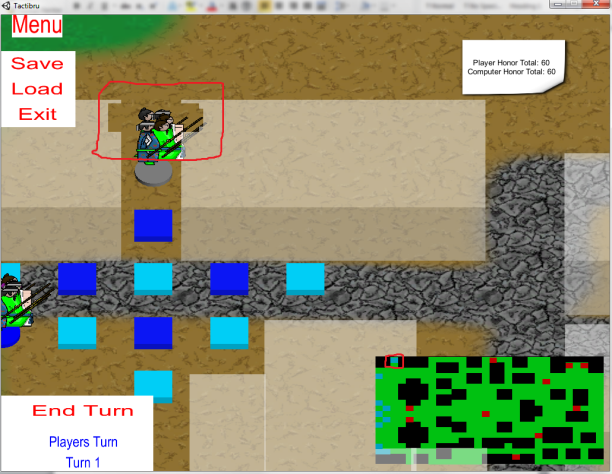 Tactibru
Menu
Save
Load
Exit
Player Honor Total: 60
Computer Honor Total: 60
End Turn
Players Turn
Turn 1